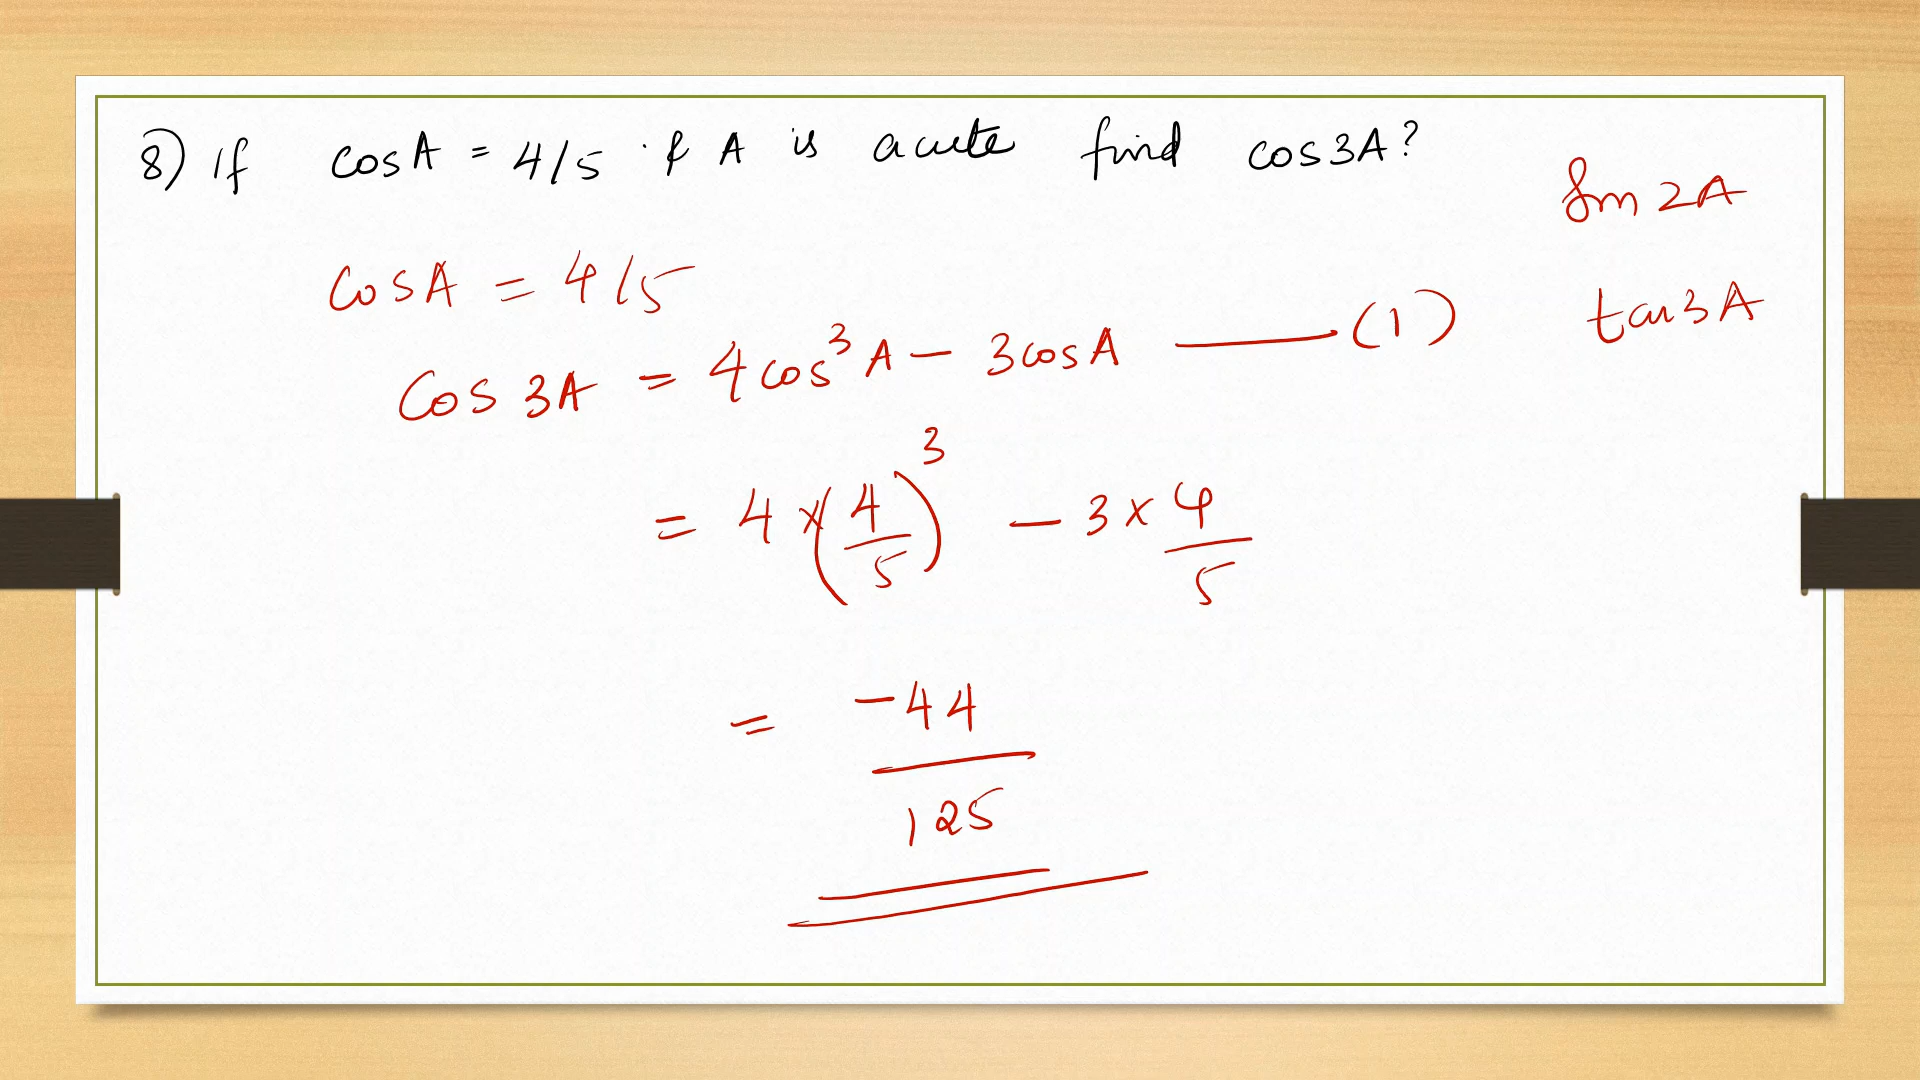 8) If cosA = 4/5 & A is acute find cos3A?
Sin 2A
cosA = 4/5
tan3A
Cos 3A = 4cos³A - 3cosA —— (1)
= 4 × (4/5)³ - 3 × 4/5
= -44/125